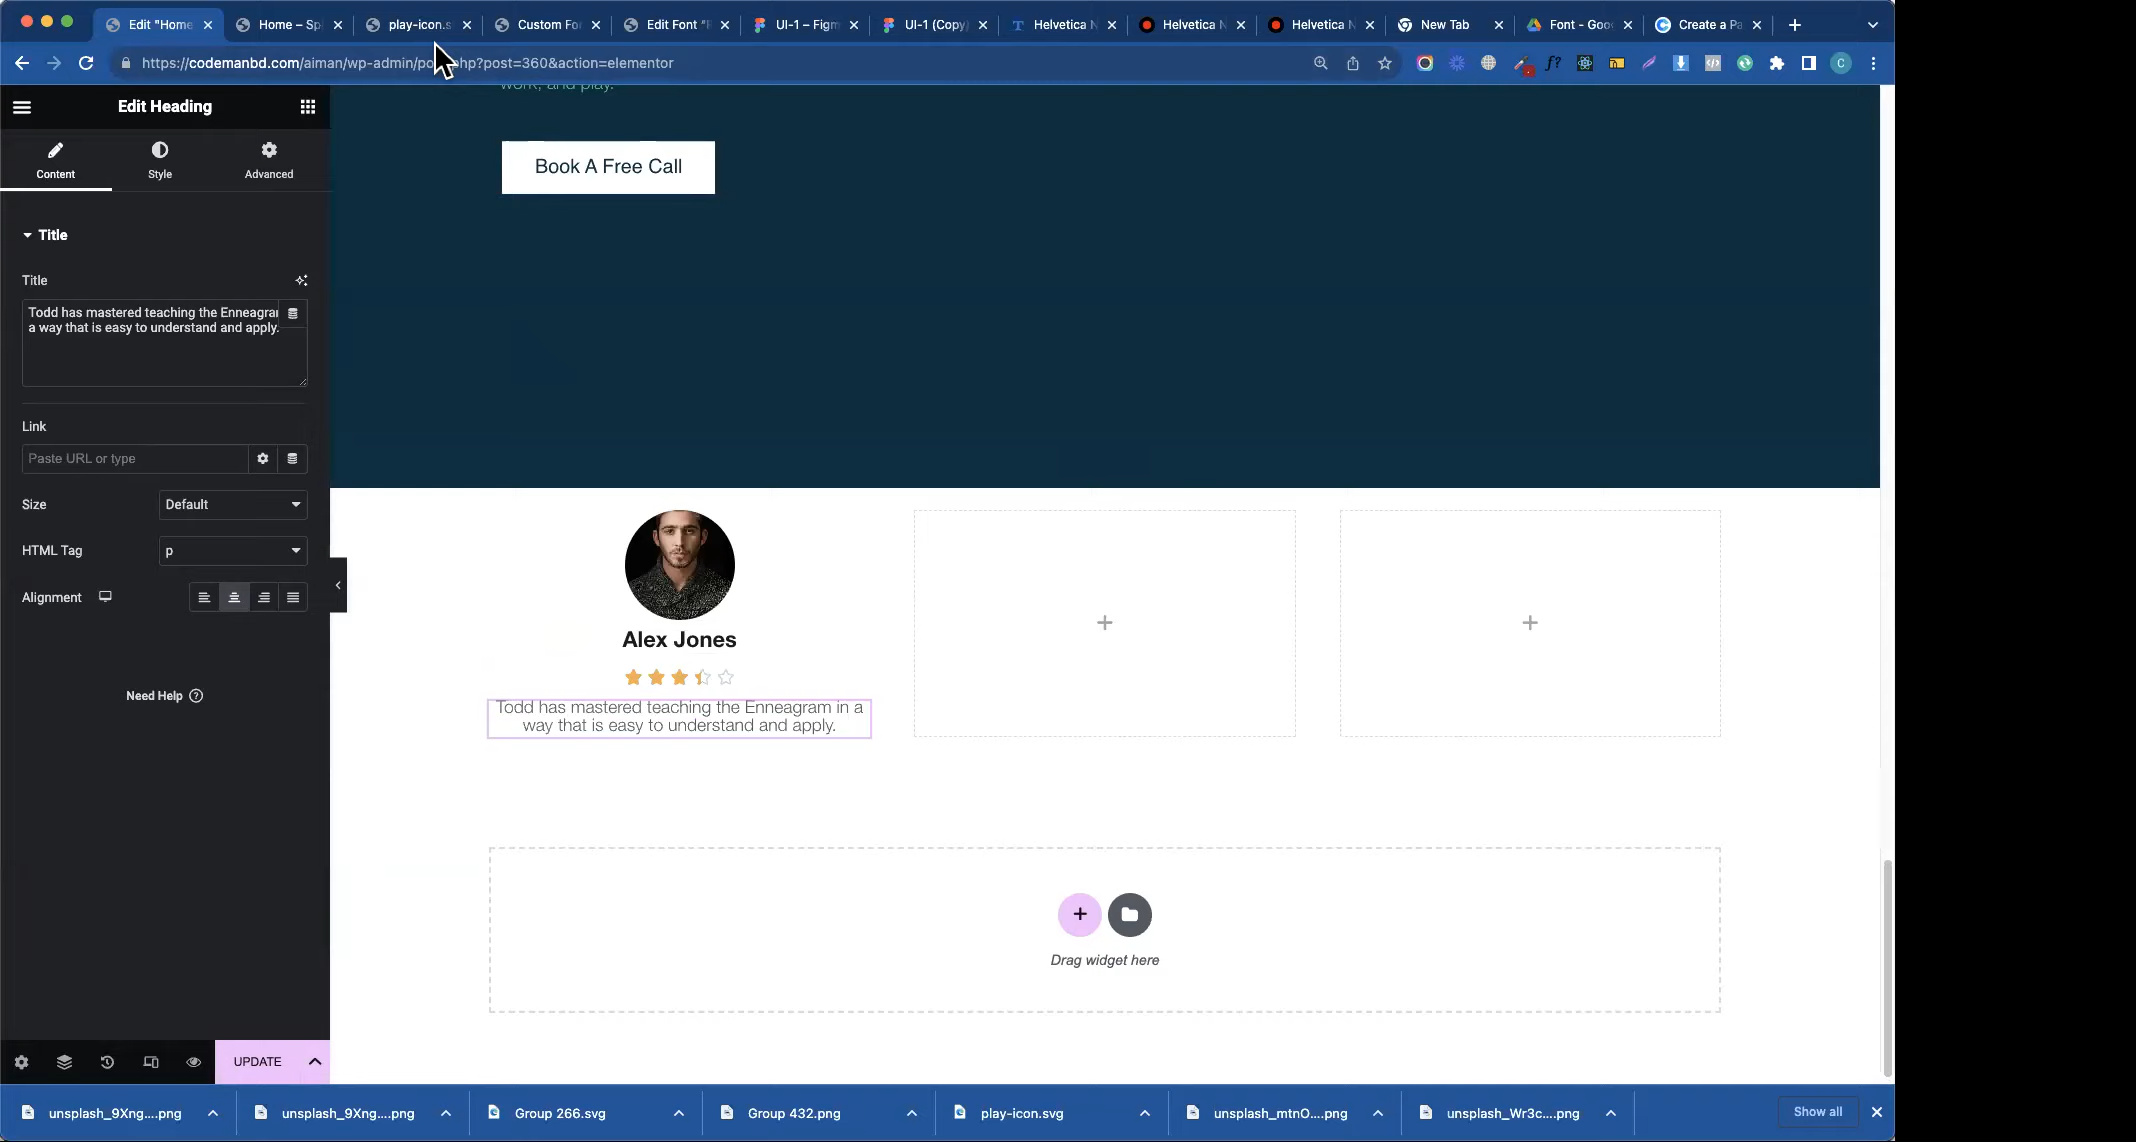 Edit "Home
Home – Sp
play-icon.s
Custom Fo
Edit Font "
UI-1 – Figm
UI-1 (Copy)
Helvetica N
Helvetica N
Helvetica N
New Tab
Font - Goo
Create a Pa
https://codemanbd.com/aiman/wp-admin/po hp?post=360&action=elementor
Edit Heading
Content
Style
Advanced
Title
Title
Todd has mastered teaching the Enneagra
a way that is easy to understand and apply.
Link
Paste URL or type
Size
Default
HTML Tag
p
Alignment
Need Help
UPDATE
work, and play.
Book A Free Call
Alex Jones
Todd has mastered teaching the Enneagram in a
way that is easy to understand and apply.
Drag widget here
unsplash_9Xng....png
unsplash_9Xng....png
Group 266.svg
Group 432.png
play-icon.svg
unsplash_mtnO....png
unsplash_Wr3c....png
Show all